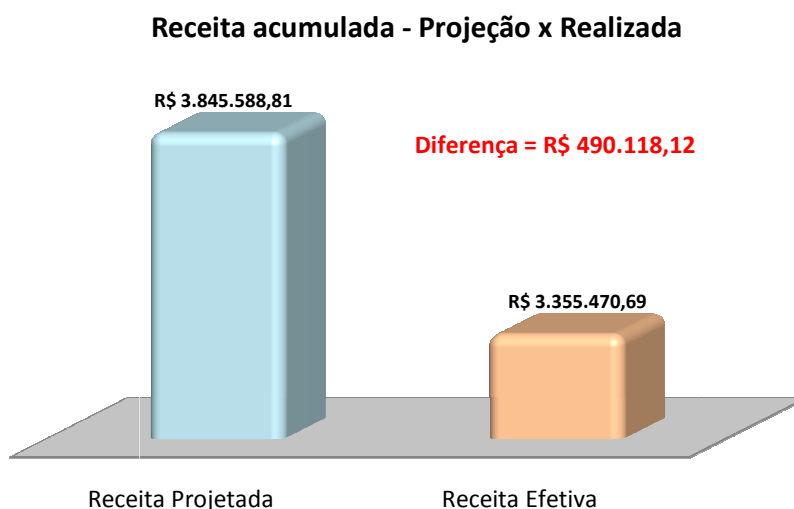 Receita acumulada - Projeção x Realizada
R$ 3.845.588,81
Diferença = R$ 490.118,12
R$ 3.355.470,69
Receita Projetada
Receita Efetiva